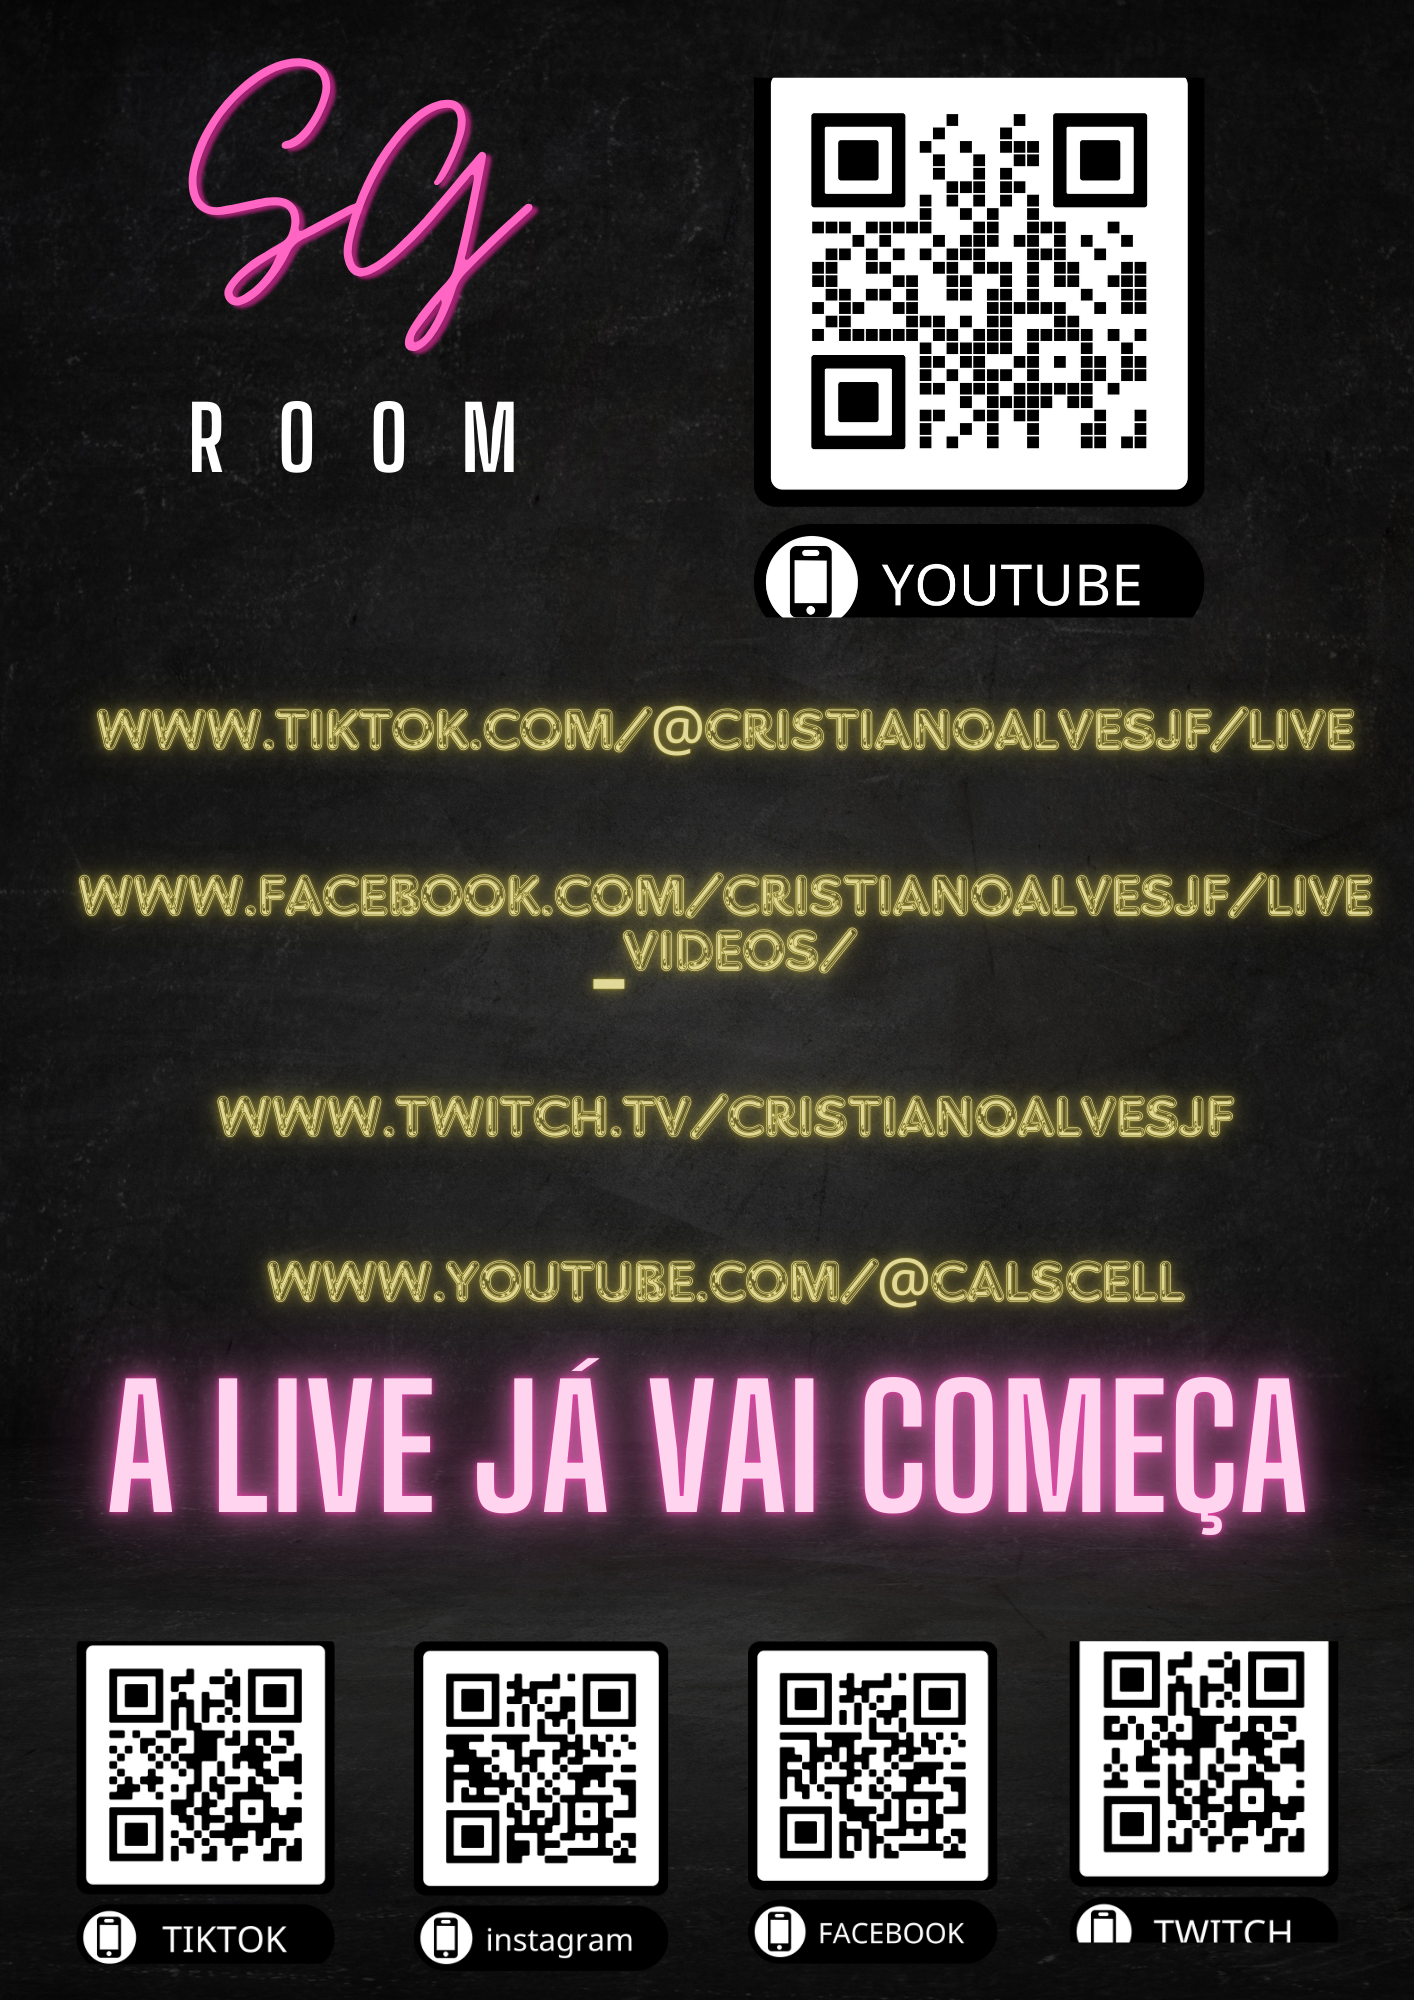 SG
ROOM
YOUTUBE
WWW.TIKTOK.COM/@CRISTIANOALVESJF/LIVE
WWW.FACEBOOK.COM/CRISTIANOALVESJF/LIVE
_VIDEOS/
WWW.TWITCH.TV/CRISTIANOALVESJF
WWW.YOUTUBE.COM/@CALSCELL
A LIVE JÁ VAI COMEÇA
TIKTOK
instagram
FACEBOOK
TWITCH